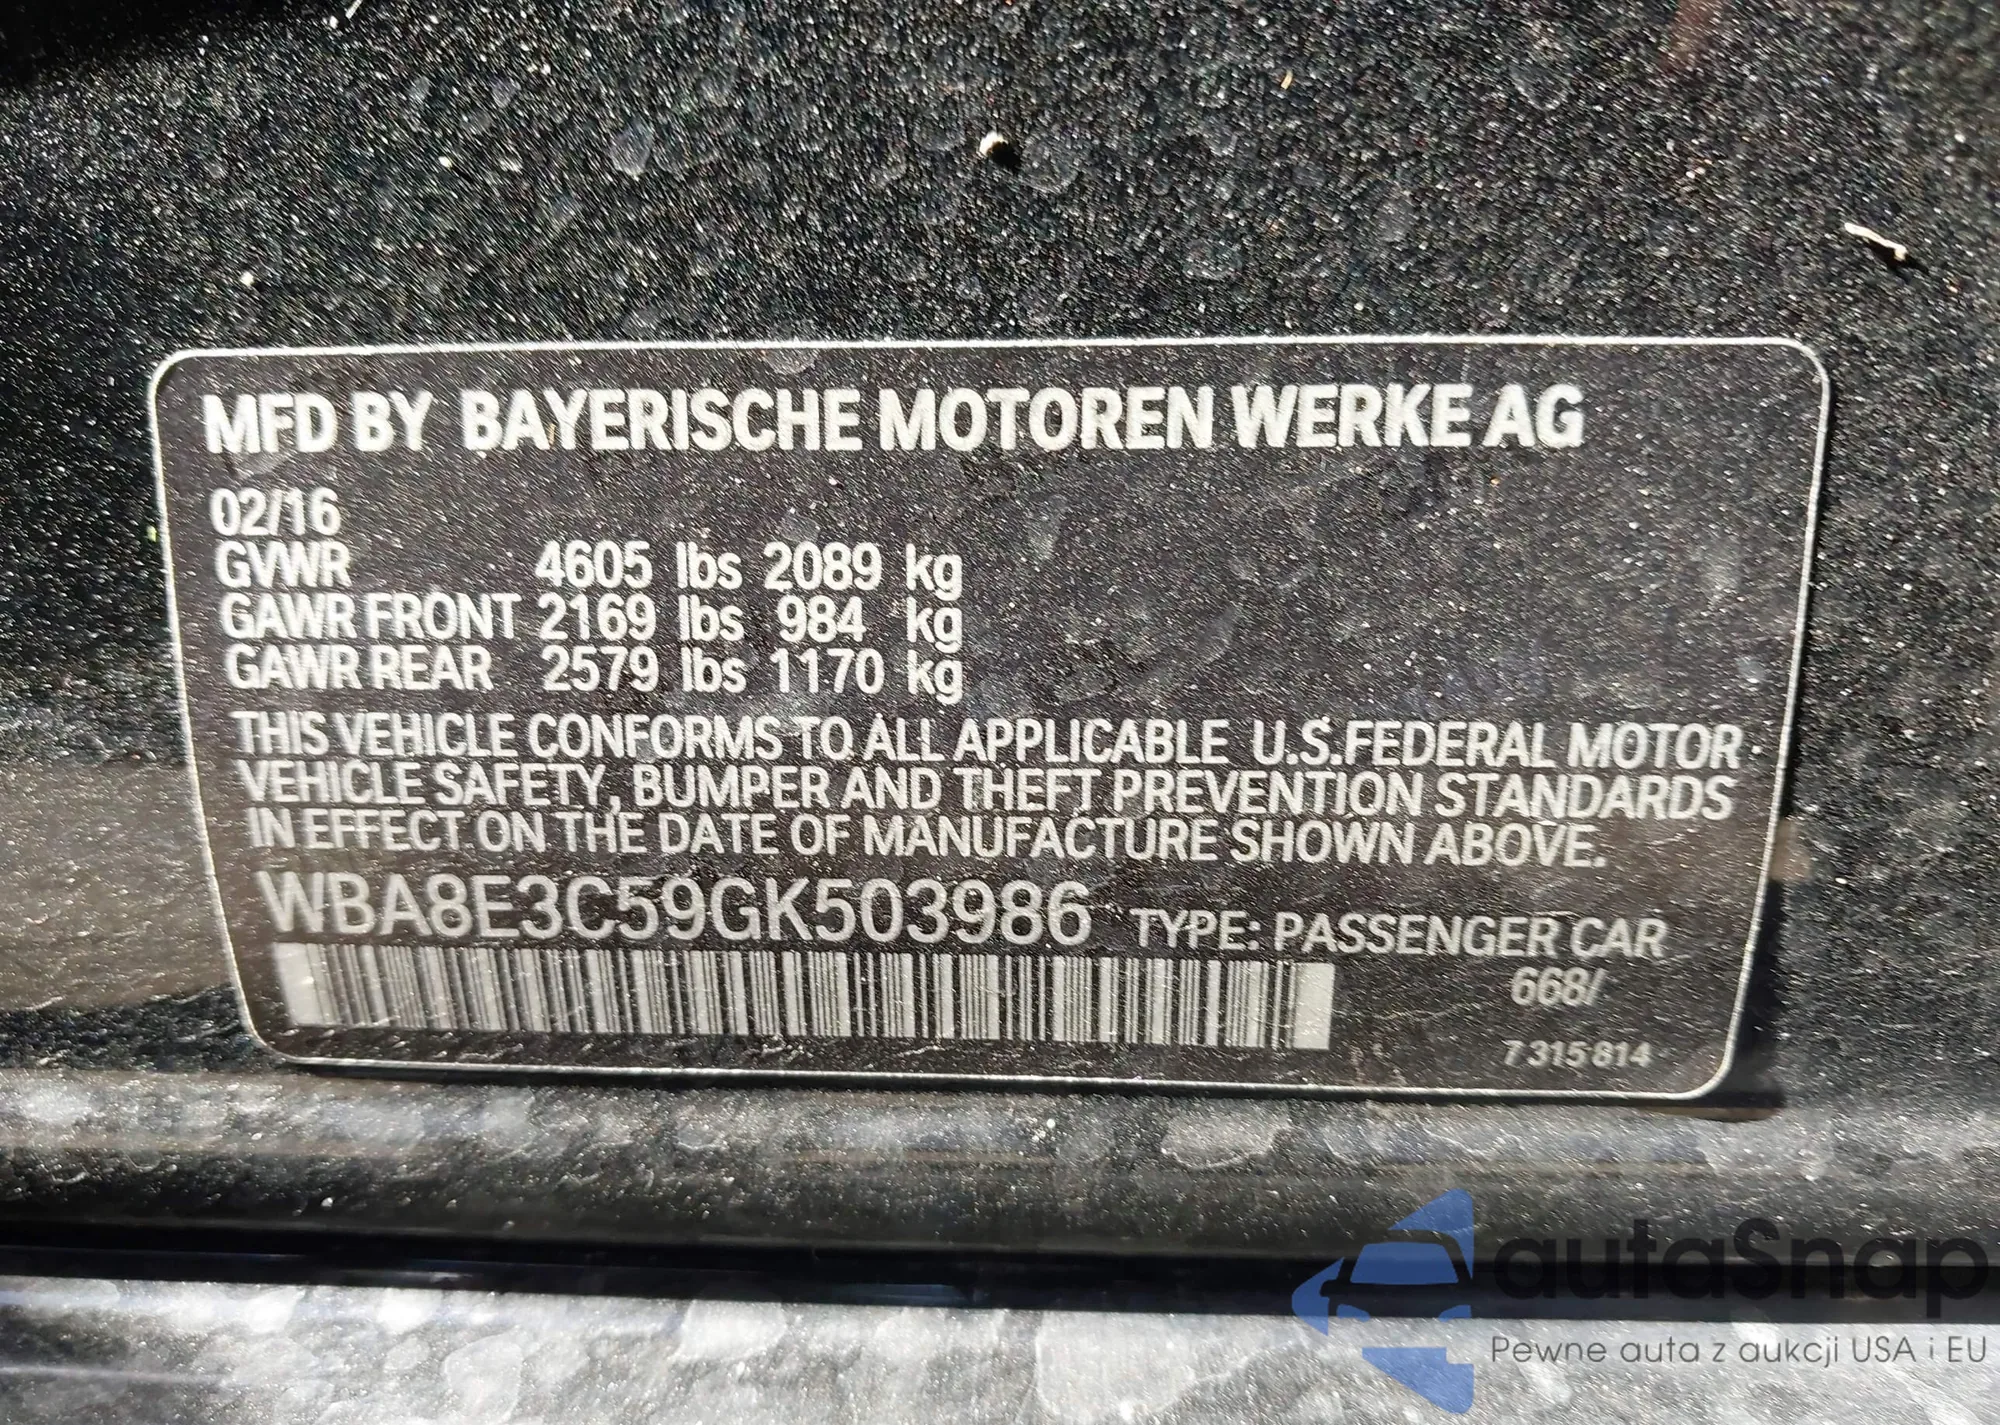 MFD BY BAYERISCHE MOTOREN WERKE AG
02/16
GVWR 4605 lbs 2089 kg
GAWR FRONT 2169 lbs 984 kg
GAWR REAR 2579 lbs 1170 kg
THIS VEHICLE CONFORMS TO ALL APPLICABLE U.S.FEDERAL MOTOR
VEHICLE SAFETY, BUMPER AND THEFT PREVENTION STANDARDS
IN EFFECT ON THE DATE OF MANUFACTURE SHOWN ABOVE.
WBA8E3C59GK503986 TYPE: PASSENGER CAR
668/
7 315 814
autaSnap
Pewne auta z aukcji USA i EU